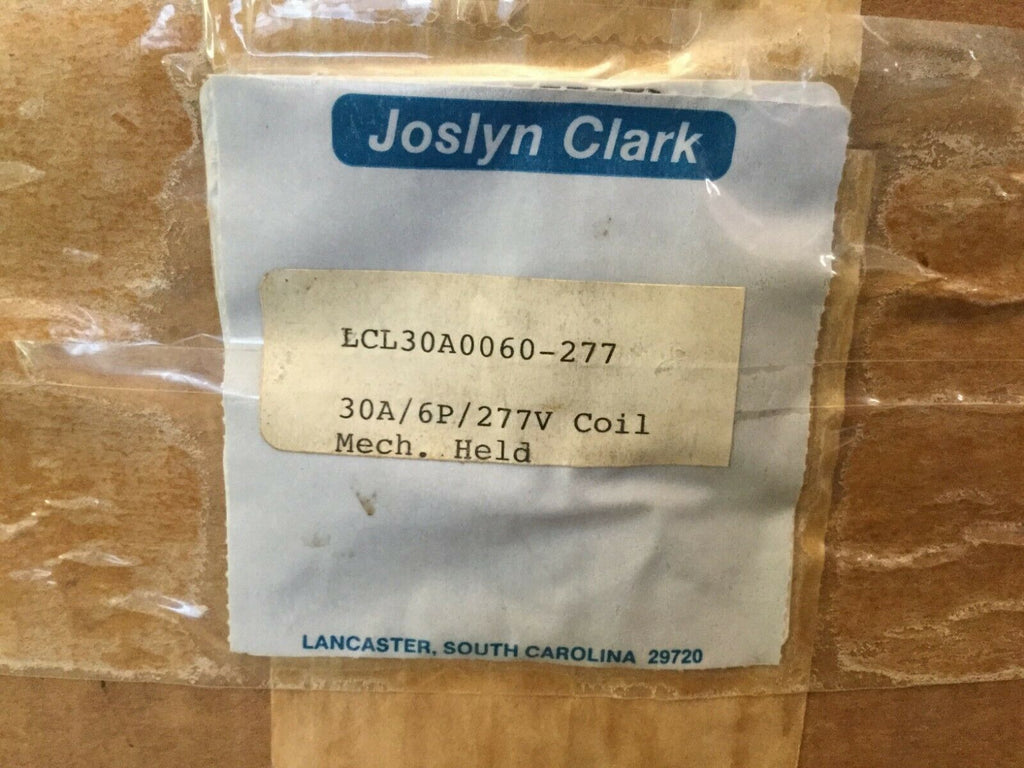 Joslyn Clark
LCL30A0060-277
30A/6P/277V Coil
Mech. Held
LANCASTER, SOUTH CAROLINA 29720